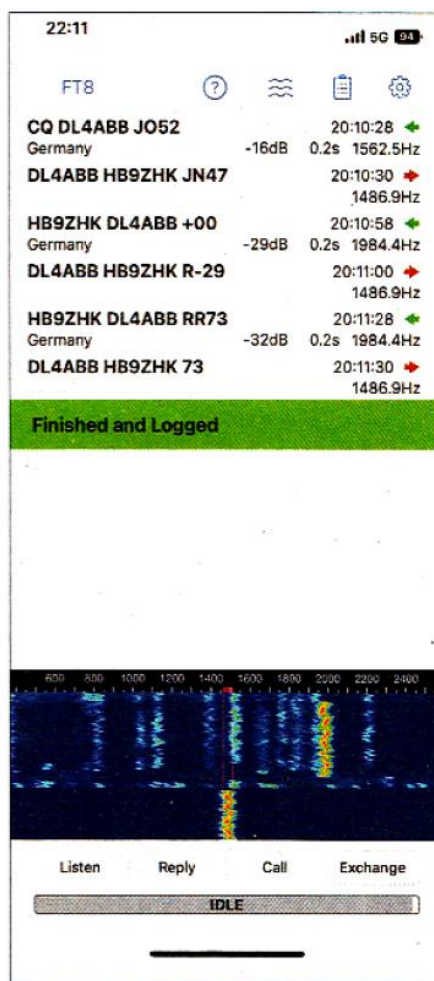 22:11 5G 94
FT8 ?
CQ DL4ABB JO52 20:10:28
Germany -16dB 0.2s 1562.5Hz
DL4ABB HB9ZHK JN47 20:10:30
1486.9Hz
HB9ZHK DL4ABB +00 20:10:58
Germany -29dB 0.2s 1984.4Hz
DL4ABB HB9ZHK R-29 20:11:00
1486.9Hz
HB9ZHK DL4ABB RR73 20:11:28
Germany -32dB 0.2s 1984.4Hz
DL4ABB HB9ZHK 73 20:11:30
1486.9Hz
Finished and Logged
600 800 1000 1200 1400 1600 1800 2000 2200 2400
Listen Reply Call Exchange
IDLE